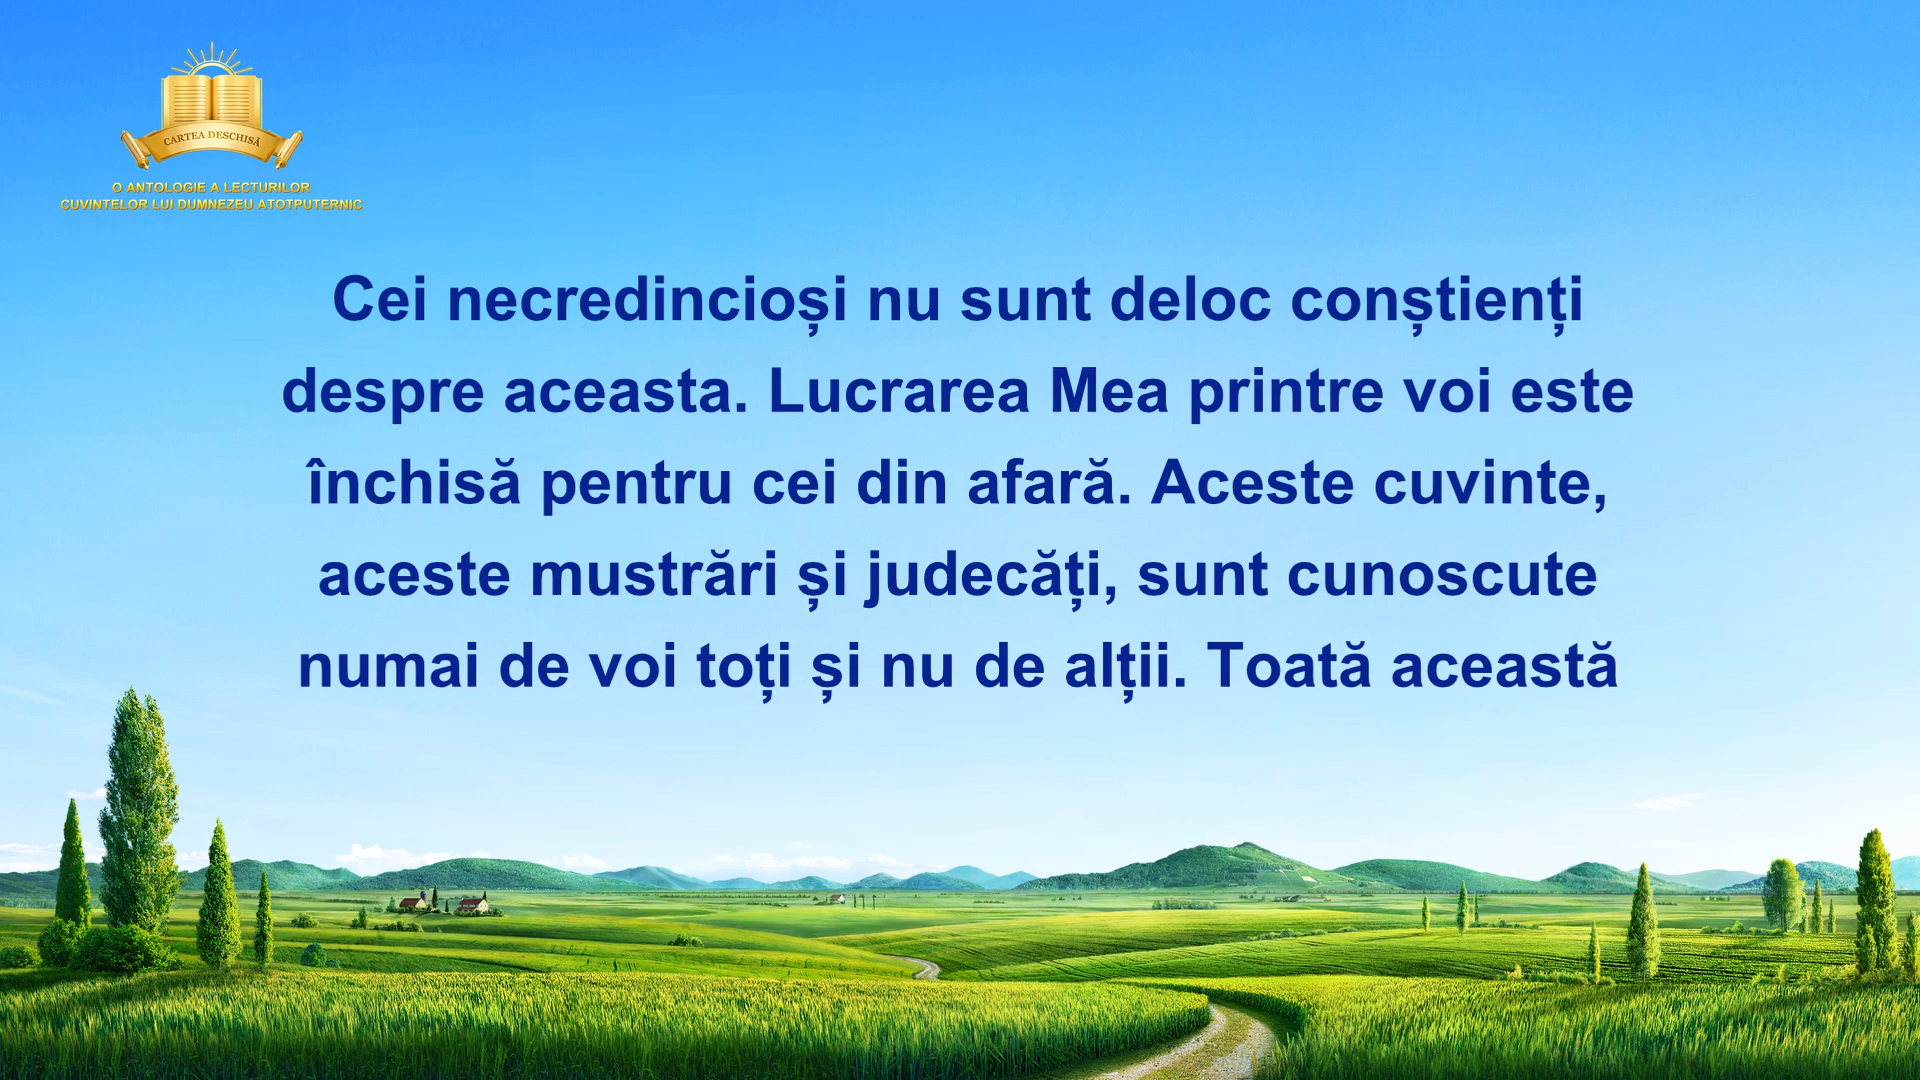 CARTEA DESCHISĂ
O ANTOLOGIE A LECTURILOR
CUVINTELOR LUI DUMNEZEU ATOTPUTERNIC
Cei necredincioși nu sunt deloc conștienți
despre aceasta. Lucrarea Mea printre voi este
închisă pentru cei din afară. Aceste cuvinte,
aceste mustrări și judecăți, sunt cunoscute
numai de voi toți și nu de alții. Toată această